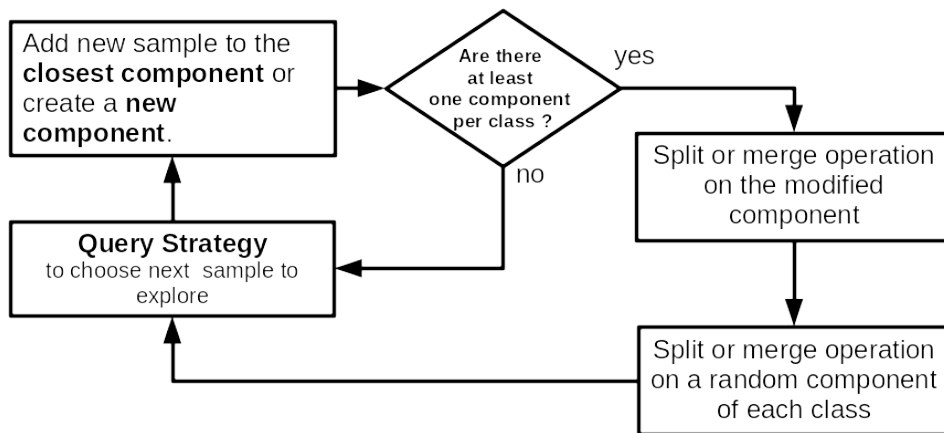 Add new sample to the
closest component or
create a new
component.
Are there
at least
one component
per class ?
yes
no
Split or merge operation
on the modified
component
Query Strategy
to choose next sample to
explore
Split or merge operation
on a random component
of each class